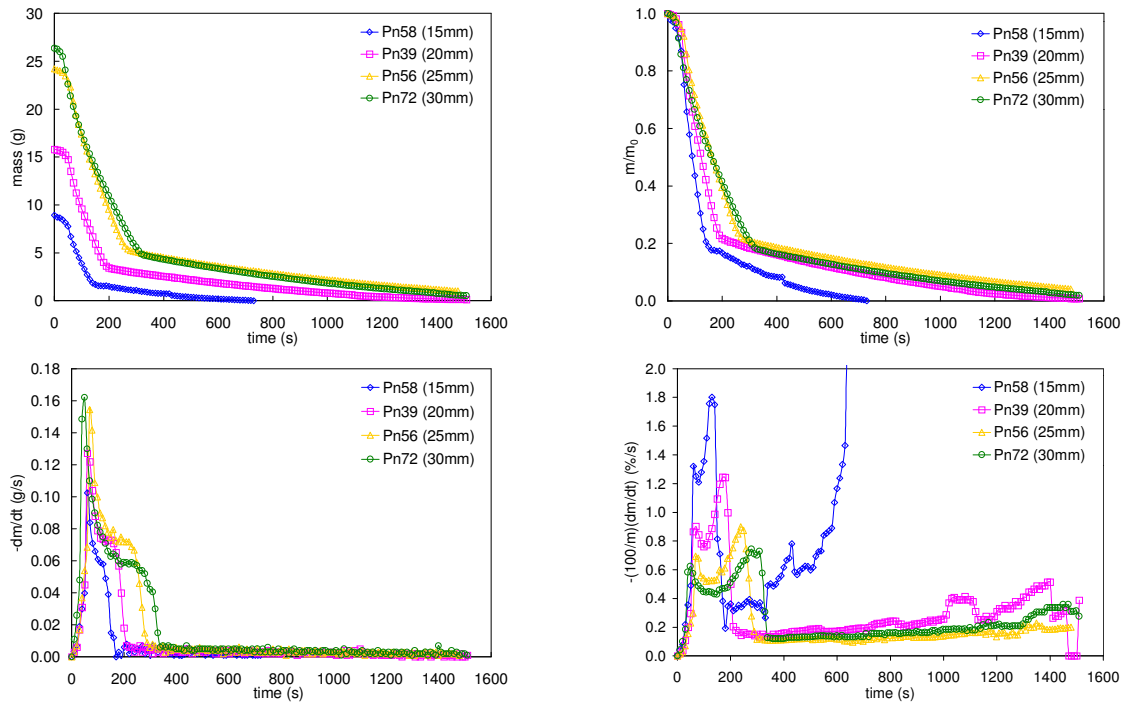 30
25
20
15
10
5
0
mass (g)
Pn58 (15mm)
Pn39 (20mm)
Pn56 (25mm)
Pn72 (30mm)
0 200 400 600 800 1000 1200 1400 1600
time (s)
1.0
0.8
0.6
0.4
0.2
0.0
m/m0
Pn58 (15mm)
Pn39 (20mm)
Pn56 (25mm)
Pn72 (30mm)
0 200 400 600 800 1000 1200 1400 1600
time (s)
0.18
0.16
0.14
0.12
0.10
0.08
0.06
0.04
0.02
0.00
-dm/dt (g/s)
Pn58 (15mm)
Pn39 (20mm)
Pn56 (25mm)
Pn72 (30mm)
0 200 400 600 800 1000 1200 1400 1600
time (s)
2.0
1.8
1.6
1.4
1.2
1.0
0.8
0.6
0.4
0.2
0.0
-(100/m)(dm/dt) (%/s)
Pn58 (15mm)
Pn39 (20mm)
Pn56 (25mm)
Pn72 (30mm)
0 200 400 600 800 1000 1200 1400 1600
time (s)